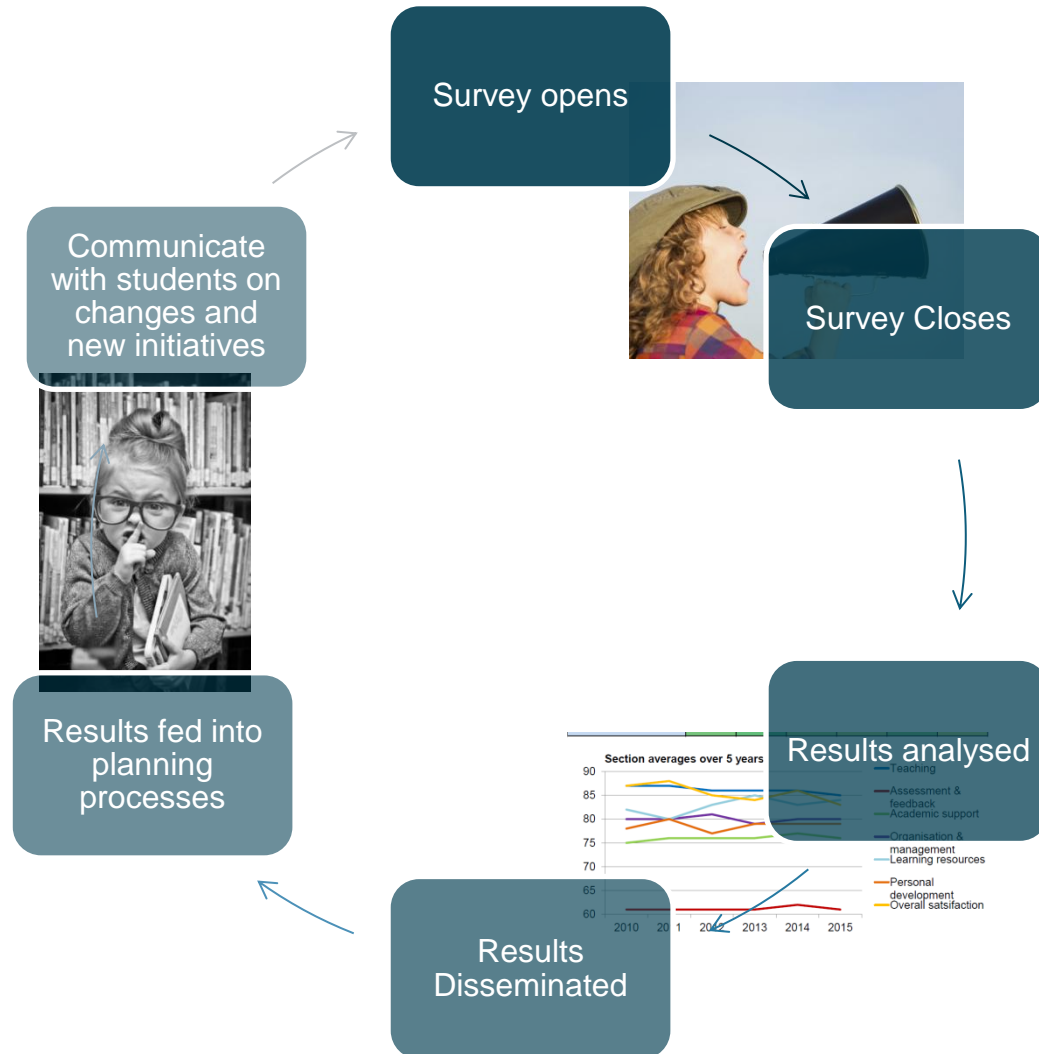 Survey opens
Survey Closes
Results analysed
Section averages over 5 years
90
85
80
75
70
65
60
2010
2012
2013
2014
2015
Teaching
Assessment &
feedback
Academic support
Organisation &
management
Learning resources
Personal
development
Overall satsifaction
Results
Disseminated
Results fed into
planning
processes
Communicate
with students on
changes and
new initiatives